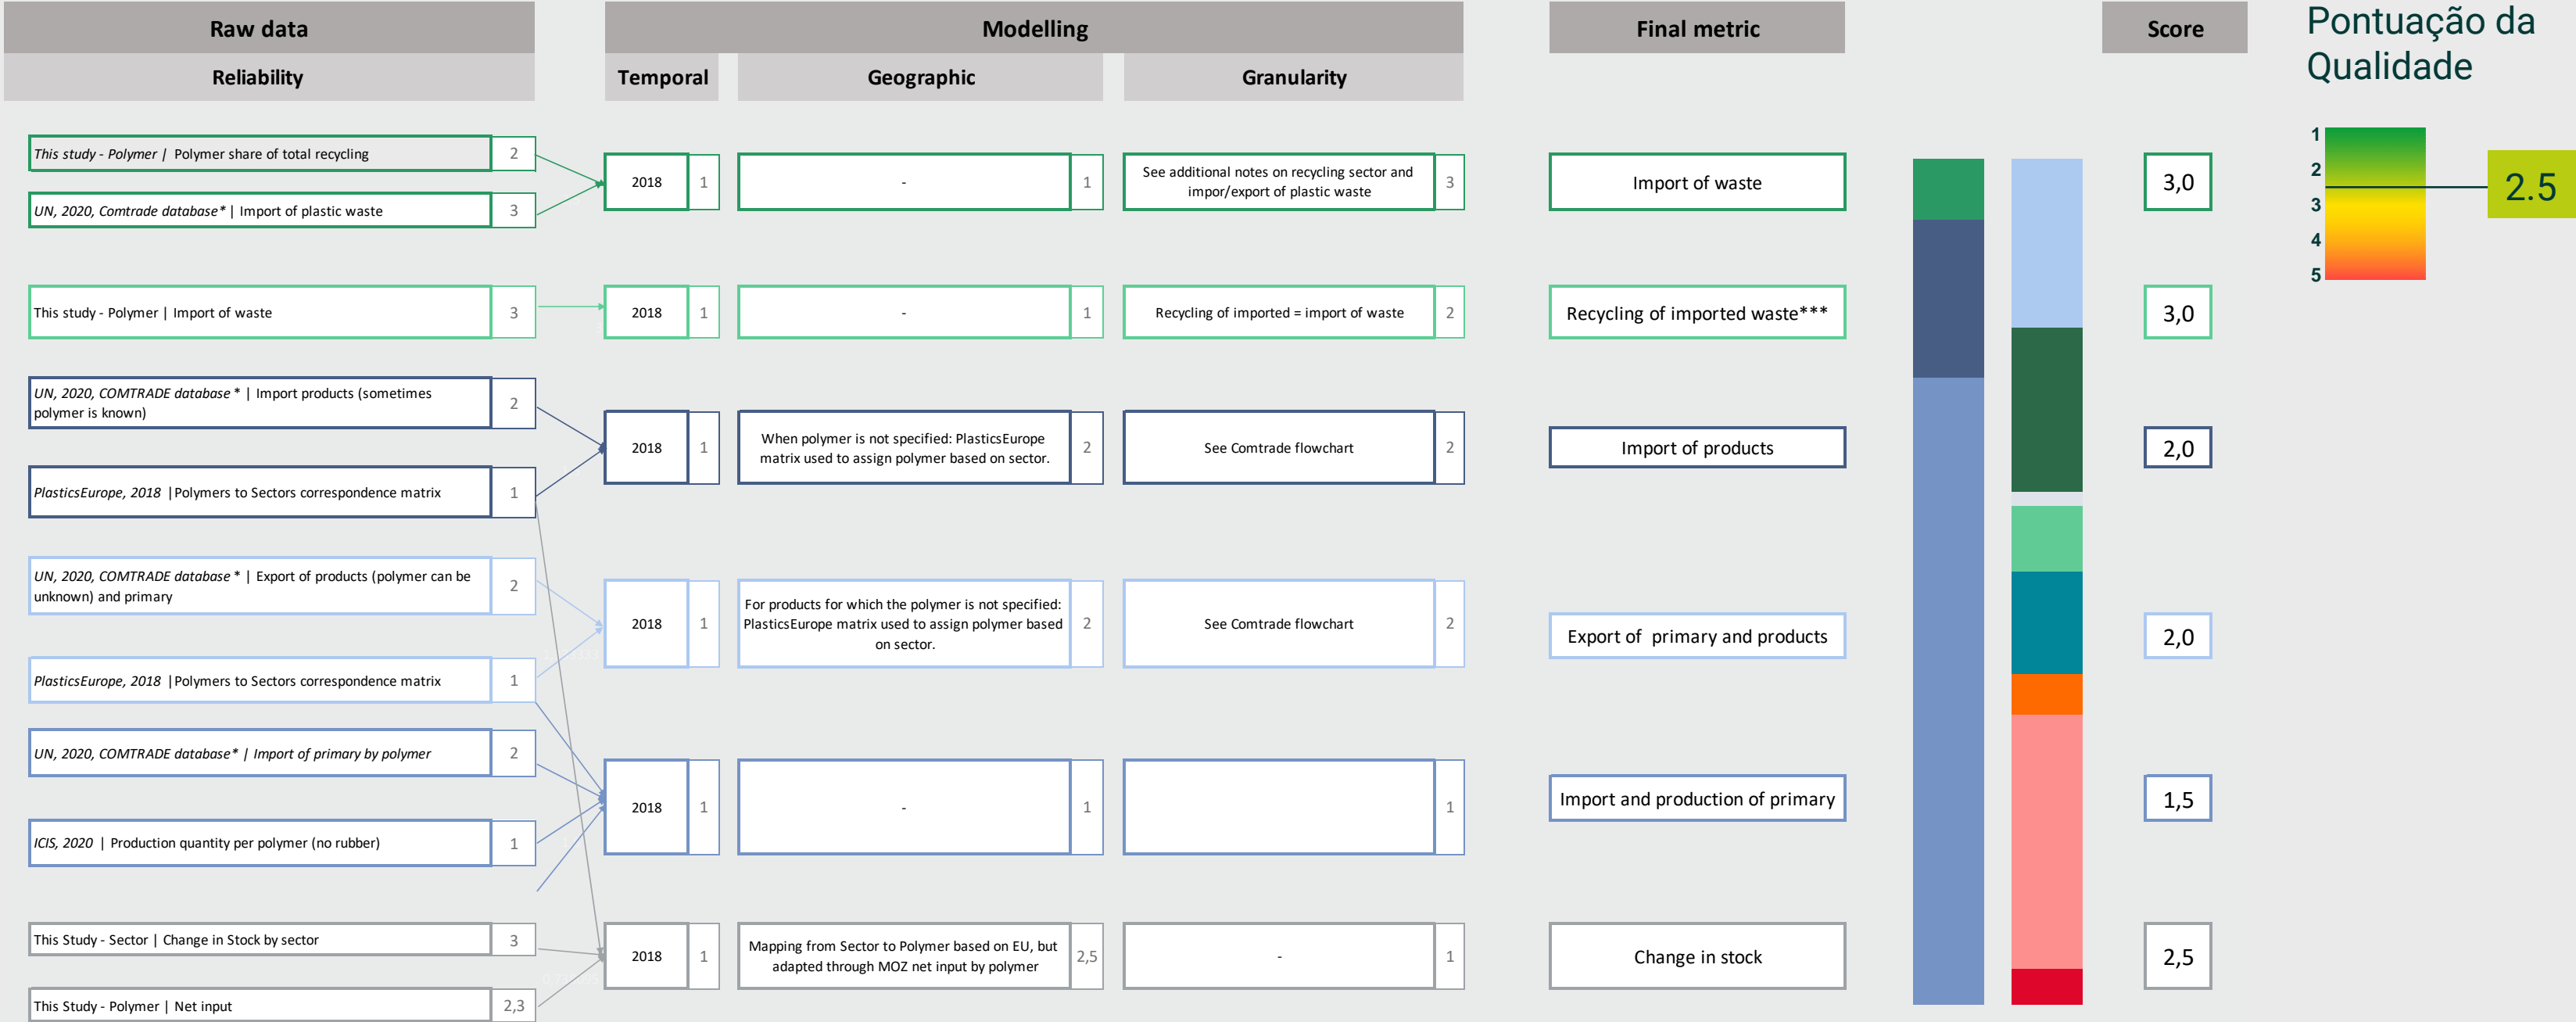 Raw data
Modelling
Final metric
Score
Pontuação da
Qualidade
Reliability
Temporal
Geographic
Granularity
This study - Polymer | Polymer share of total recycling
2
UN, 2020, Comtrade database* | Import of plastic waste
3
2018
1
-
1
See additional notes on recycling sector and
impor/export of plastic waste
3
Import of waste
3,0
1
2
3
4
5
2.5
This study - Polymer | Import of waste
3
2018
1
-
1
Recycling of imported = import of waste
2
Recycling of imported waste***
3,0
UN, 2020, COMTRADE database * | Import products (sometimes
polymer is known)
2
PlasticsEurope, 2018 |Polymers to Sectors correspondence matrix
1
2018
1
When polymer is not specified: PlasticsEurope
matrix used to assign polymer based on sector.
2
See Comtrade flowchart
2
Import of products
2,0
UN, 2020, COMTRADE database * | Export of products (polymer can be
unknown) and primary
2
PlasticsEurope, 2018 |Polymers to Sectors correspondence matrix
1
2018
1
For products for which the polymer is not specified:
PlasticsEurope matrix used to assign polymer based
on sector.
2
See Comtrade flowchart
2
Export of primary and products
2,0
UN, 2020, COMTRADE database* | Import of primary by polymer
2
ICIS, 2020 | Production quantity per polymer (no rubber)
1
2018
1
-
1
1
Import and production of primary
1,5
This Study - Sector | Change in Stock by sector
3
This Study - Polymer | Net input
2,3
2018
1
Mapping from Sector to Polymer based on EU, but
adapted through MOZ net input by polymer
2,5
-
1
Change in stock
2,5